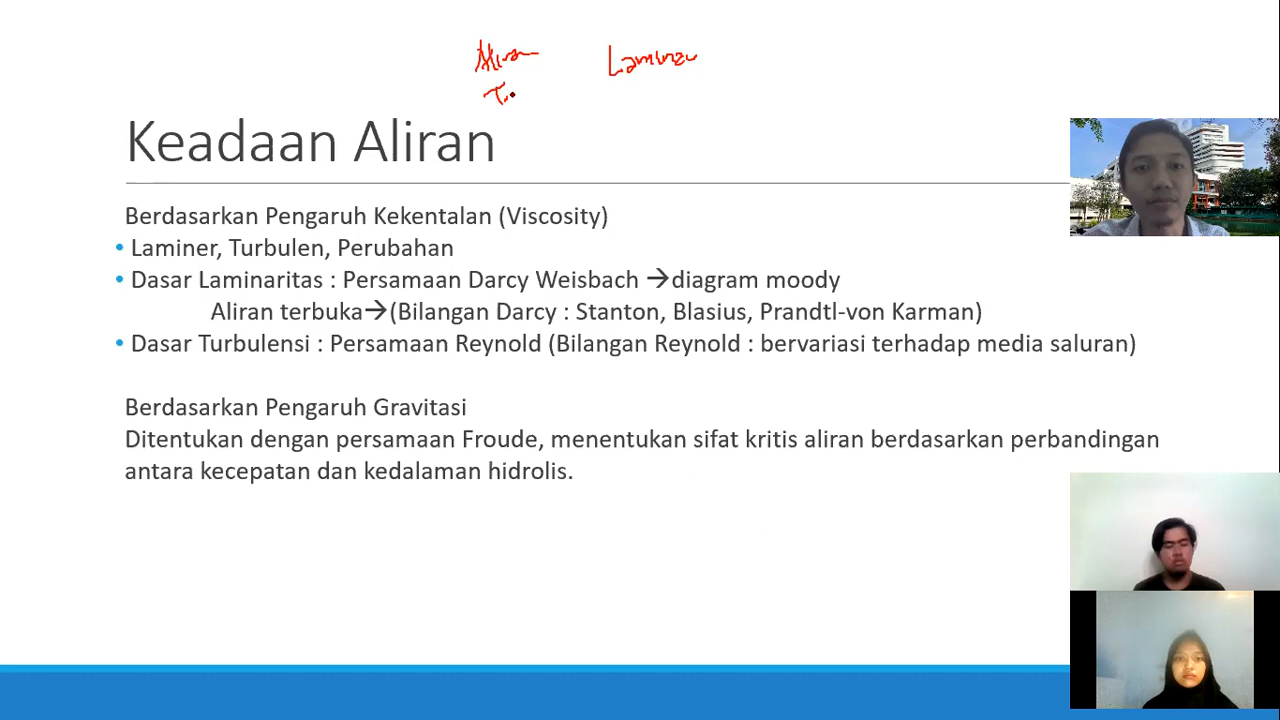 Aliran Laminer
T
Keadaan Aliran
Berdasarkan Pengaruh Kekentalan (Viscosity)
• Laminer, Turbulen, Perubahan
• Dasar Laminaritas : Persamaan Darcy Weisbach →diagram moody
Aliran terbuka→(Bilangan Darcy : Stanton, Blasius, Prandtl-von Karman)
• Dasar Turbulensi : Persamaan Reynold (Bilangan Reynold : bervariasi terhadap media saluran)
Berdasarkan Pengaruh Gravitasi
Ditentukan dengan persamaan Froude, menentukan sifat kritis aliran berdasarkan perbandingan
antara kecepatan dan kedalaman hidrolis.